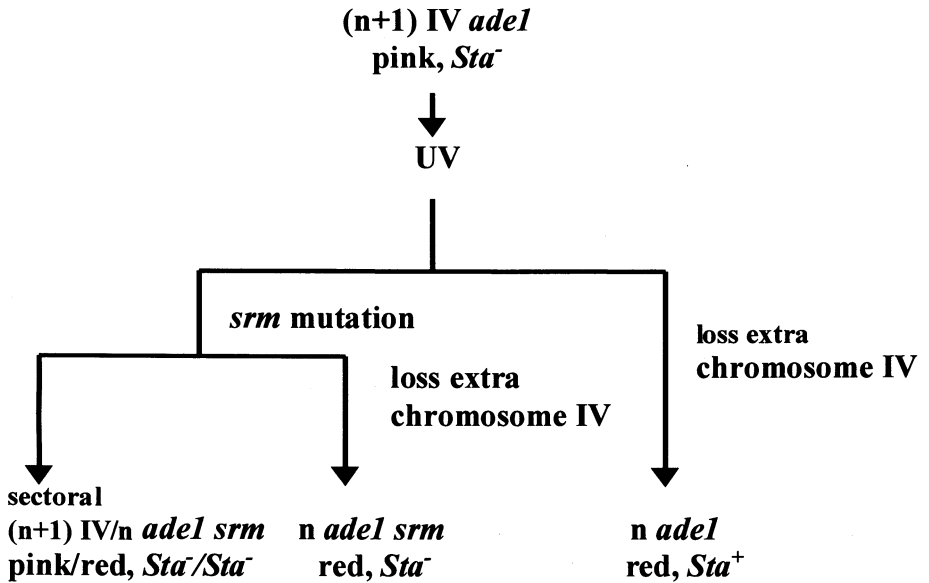 (n+1) IV ade1
pink, Sta⁻
UV
srm mutation
loss extra
chromosome IV
loss extra
chromosome IV
sectoral
(n+1) IV/n ade1 srm
pink/red, Sta⁻/Sta⁻
n ade1 srm
red, Sta⁻
n ade1
red, Sta⁺